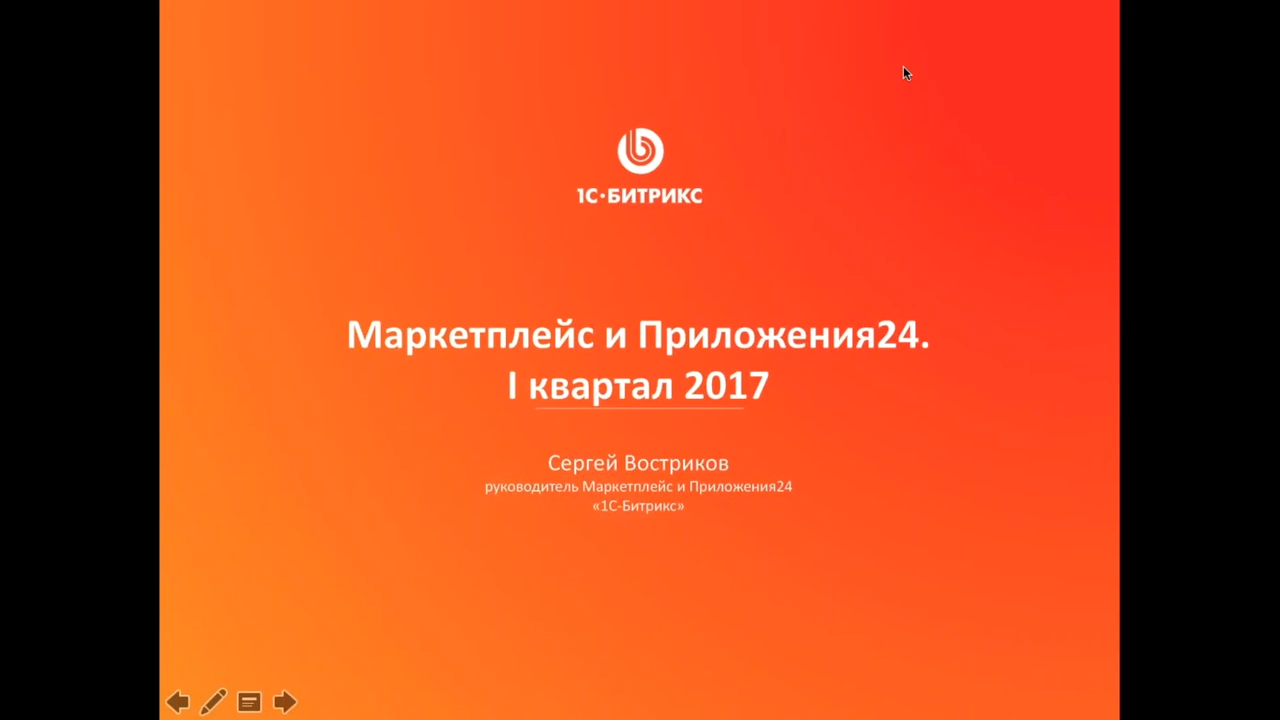 1С·БИТРИКС
Маркетплейс и Приложения24.
I квартал 2017
Сергей Востриков
руководитель Маркетплейс и Приложения24
«1С-Битрикс»